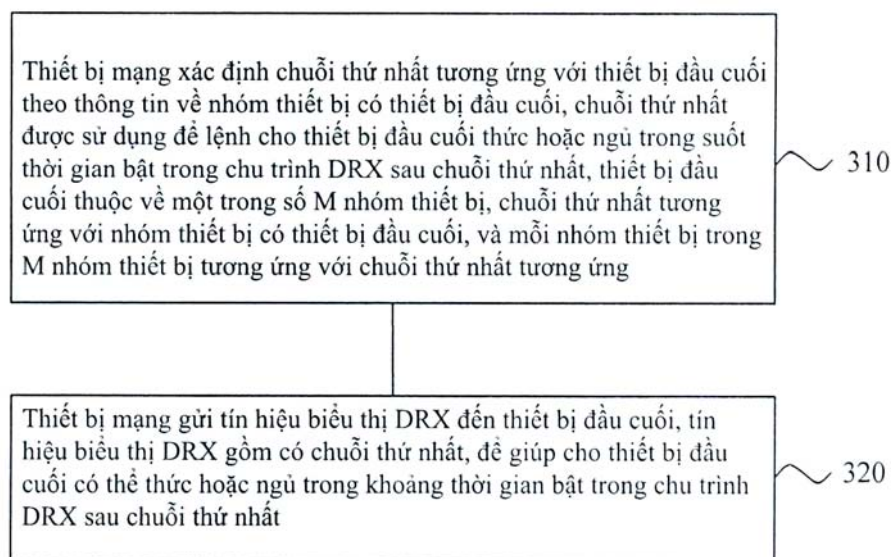 Thiết bị mạng xác định chuỗi thứ nhất tương ứng với thiết bị đầu cuối
theo thông tin về nhóm thiết bị có thiết bị đầu cuối, chuỗi thứ nhất
được sử dụng để lệnh cho thiết bị đầu cuối thức hoặc ngủ trong suốt
thời gian bật trong chu trình DRX sau chuỗi thứ nhất, thiết bị đầu
cuối thuộc về một trong số M nhóm thiết bị, chuỗi thứ nhất tương
ứng với nhóm thiết bị có thiết bị đầu cuối, và mỗi nhóm thiết bị trong
M nhóm thiết bị tương ứng với chuỗi thứ nhất tương ứng
310
Thiết bị mạng gửi tín hiệu biểu thị DRX đến thiết bị đầu cuối, tín
hiệu biểu thị DRX gồm có chuỗi thứ nhất, để giúp cho thiết bị đầu
cuối có thể thức hoặc ngủ trong khoảng thời gian bật trong chu trình
DRX sau chuỗi thứ nhất
320